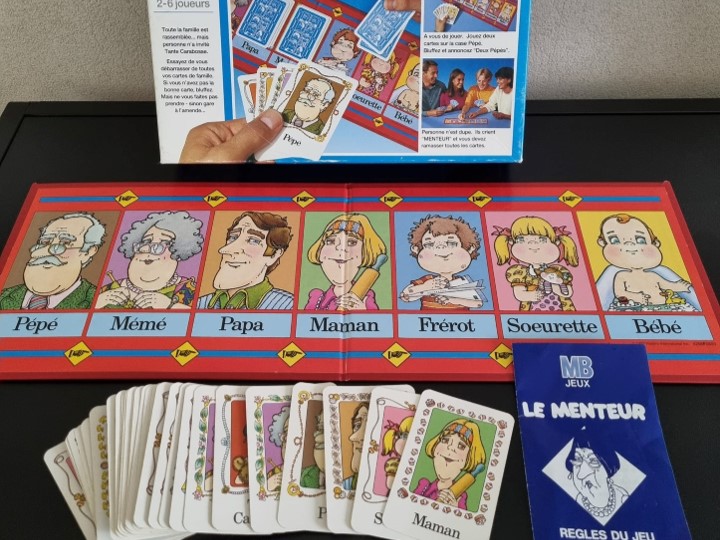 2-6 joueurs
Toute la famille est
rassemblée... mais
personne n'a invité
Tante Carabosse.
Essayez de vous
débarrasser de toutes
vos cartes de famille.
Si vous n'avez pas la
bonne carte, bluffez.
Mais ne vous faites pas
prendre - sinon gare
à l'amende...
Papa
Soeurette
Bébé
Pépé
A vous de jouer. Jouez deux
cartes sur la case Pépé.
Bluffez et annoncez "Deux Pépés".
Personne n'est dupe. Ils crient
"MENTEUR" et vous devez
ramasser toutes les cartes.
Pépé
Mémé
Papa
Maman
Frérot
Soeurette
Bébé
Ca
P
S
Maman
MB
JEUX
LE MENTEUR
REGLES DU JEU